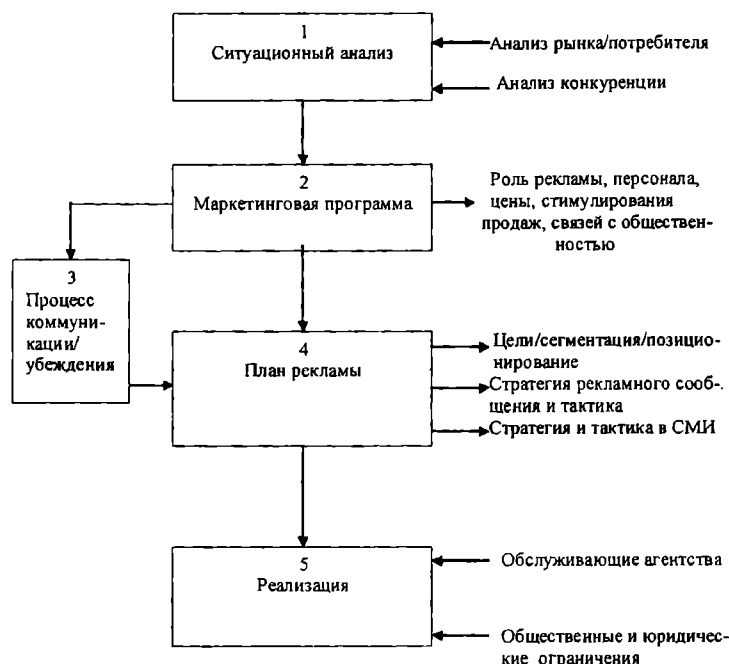 1
Ситуационный анализ
Анализ рынка/потребителя
Анализ конкуренции
2
Маркетинговая программа
Роль рекламы, персонала,
цены, стимулирования
продаж, связей с обществен-
ностью
3
Процесс
коммуни-
кации/
убеждения
4
План рекламы
Цели/сегментация/позицио-
нирование
Стратегия рекламного сооб-
щения и тактика
Стратегия и тактика в СМИ
5
Реализация
Обслуживающие агентства
Общественные и юридичес-
кие ограничения